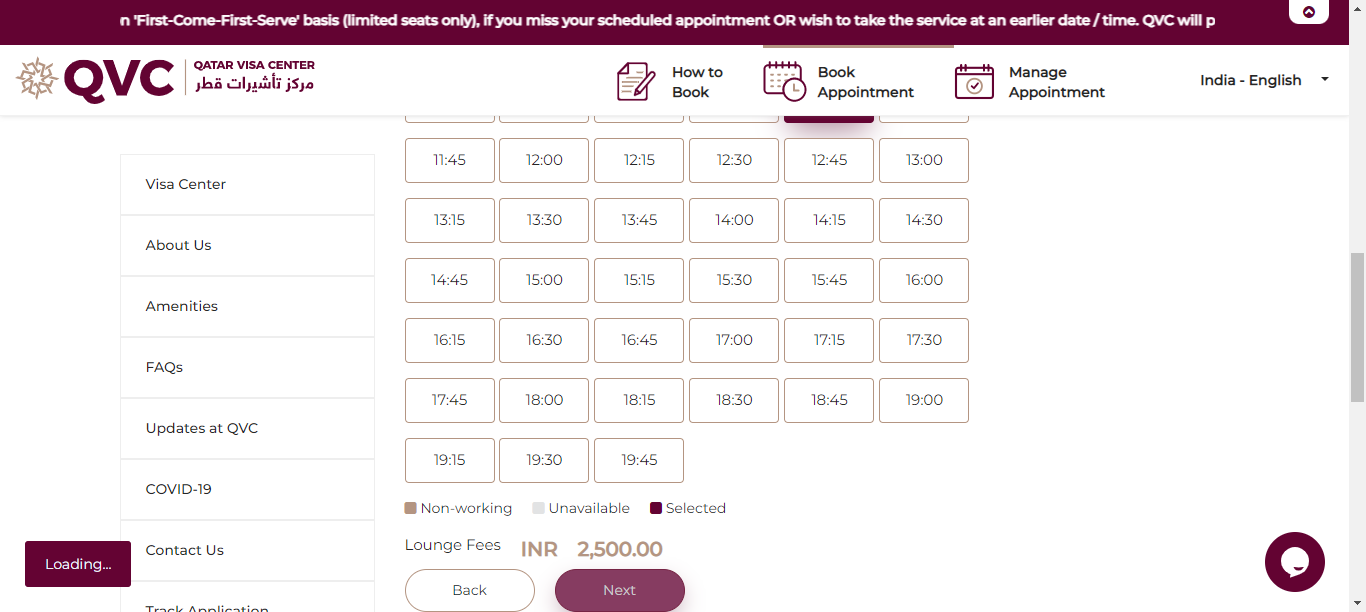 n 'First-Come-First-Serve' basis (limited seats only), if you miss your scheduled appointment OR wish to take the service at an earlier date / time. QVC will p
QVC
QATAR VISA CENTER
مركز تأشيرات قطر
How to
Book
Book
Appointment
Manage
Appointment
India - English
Visa Center
About Us
Amenities
FAQs
Updates at QVC
COVID-19
Contact Us
Track Application
Loading...
11:45 12:00 12:15 12:30 12:45 13:00
13:15 13:30 13:45 14:00 14:15 14:30
14:45 15:00 15:15 15:30 15:45 16:00
16:15 16:30 16:45 17:00 17:15 17:30
17:45 18:00 18:15 18:30 18:45 19:00
19:15 19:30 19:45
Non-working Unavailable Selected
Lounge Fees INR 2,500.00
Back Next